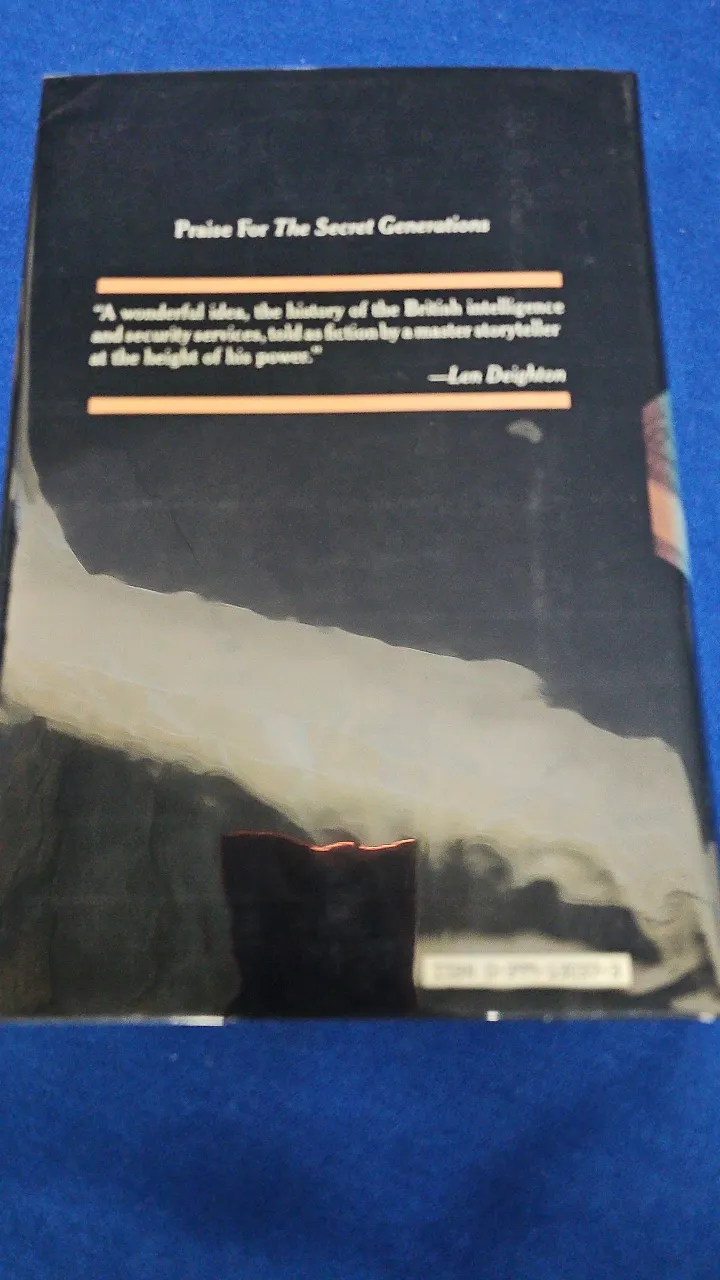 Praise For The Secret Generations
"A wonderful idea, the history of the British intelligence
and security services, told as fiction by a master storyteller
at the height of his power."
—Len Deighton
ISBN